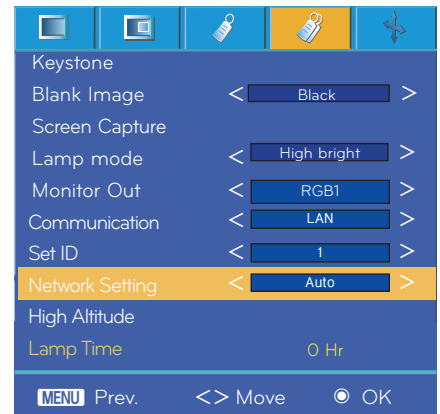 Keystone
Blank Image < Black >
Screen Capture
Lamp mode < High bright >
Monitor Out < RGB1 >
Communication < LAN >
Set ID < 1 >
Network Setting < Auto >
High Altitude
Lamp Time 0 Hr
MENU Prev. <> Move ◉ OK